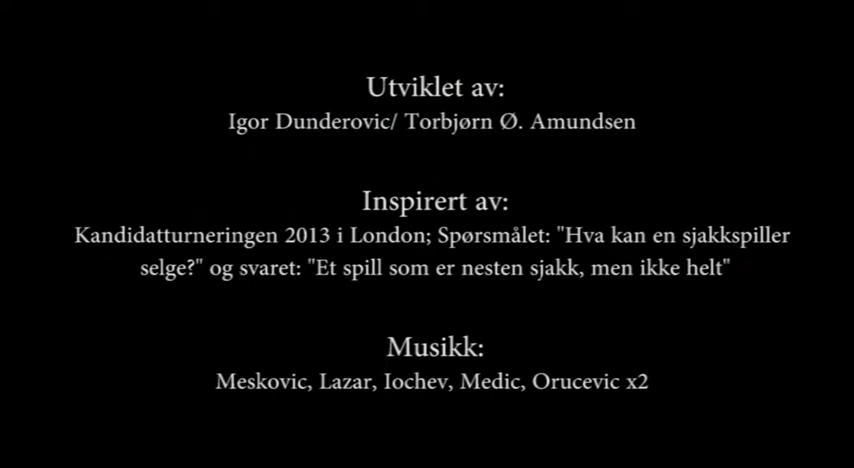 Utviklet av:
Igor Dunderovic/ Torbjørn Ø. Amundsen
Inspirert av:
Kandidatturneringen 2013 i London; Spørsmålet: "Hva kan en sjakkspiller
selge?" og svaret: "Et spill som er nesten sjakk, men ikke helt"
Musikk:
Meskovic, Lazar, Iochev, Medic, Orucevic x2